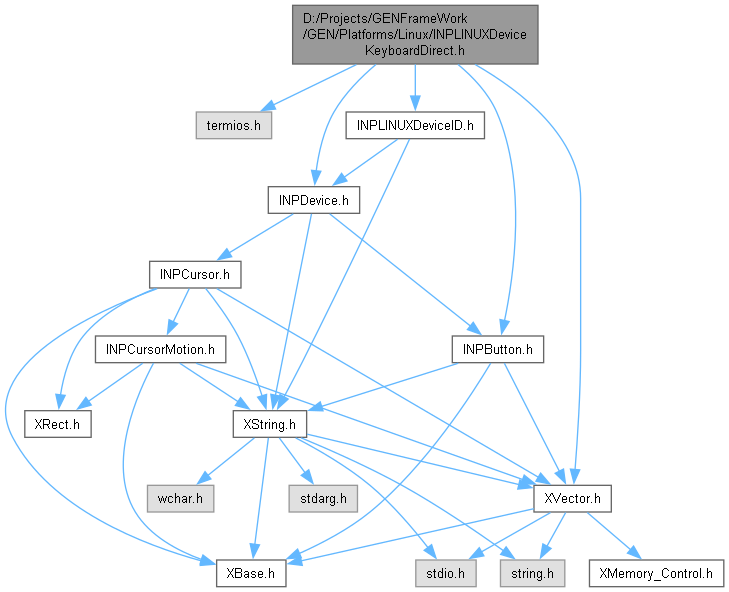 D:/Projects/GENFrameWork
/GEN/Platforms/Linux/INPLINUXDevice
KeyboardDirect.h
termios.h
INPLINUXDeviceID.h
INPDevice.h
INPCursor.h
INPCursorMotion.h
INPButton.h
XRect.h
XString.h
wchar.h
stdarg.h
XVector.h
XBase.h
stdio.h
string.h
XMemory_Control.h